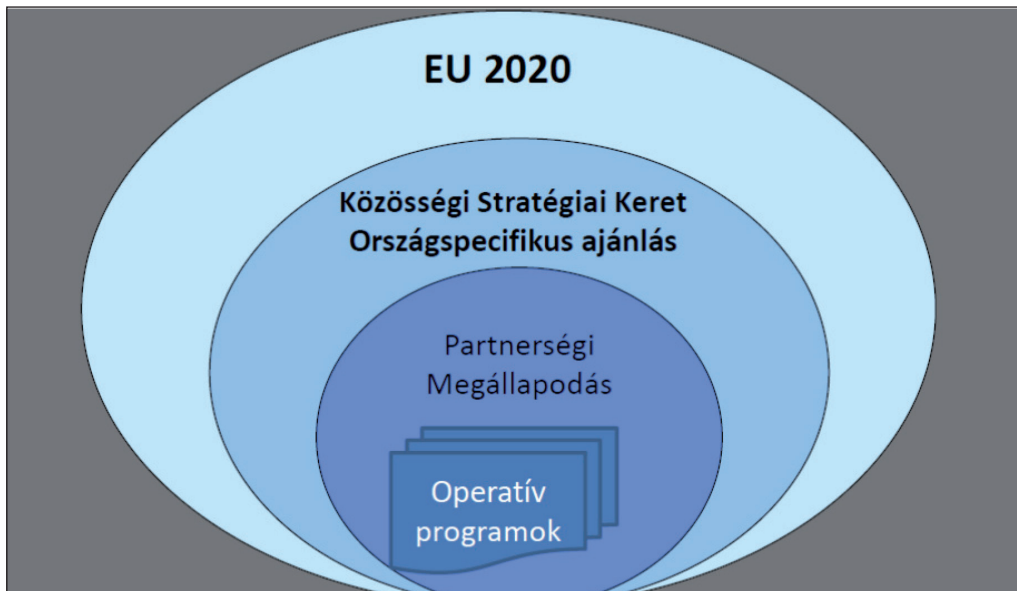 EU 2020
Közösségi Stratégiai Keret
Országspecifikus ajánlás
Partnerségi
Megállapodás
Operatív
programok